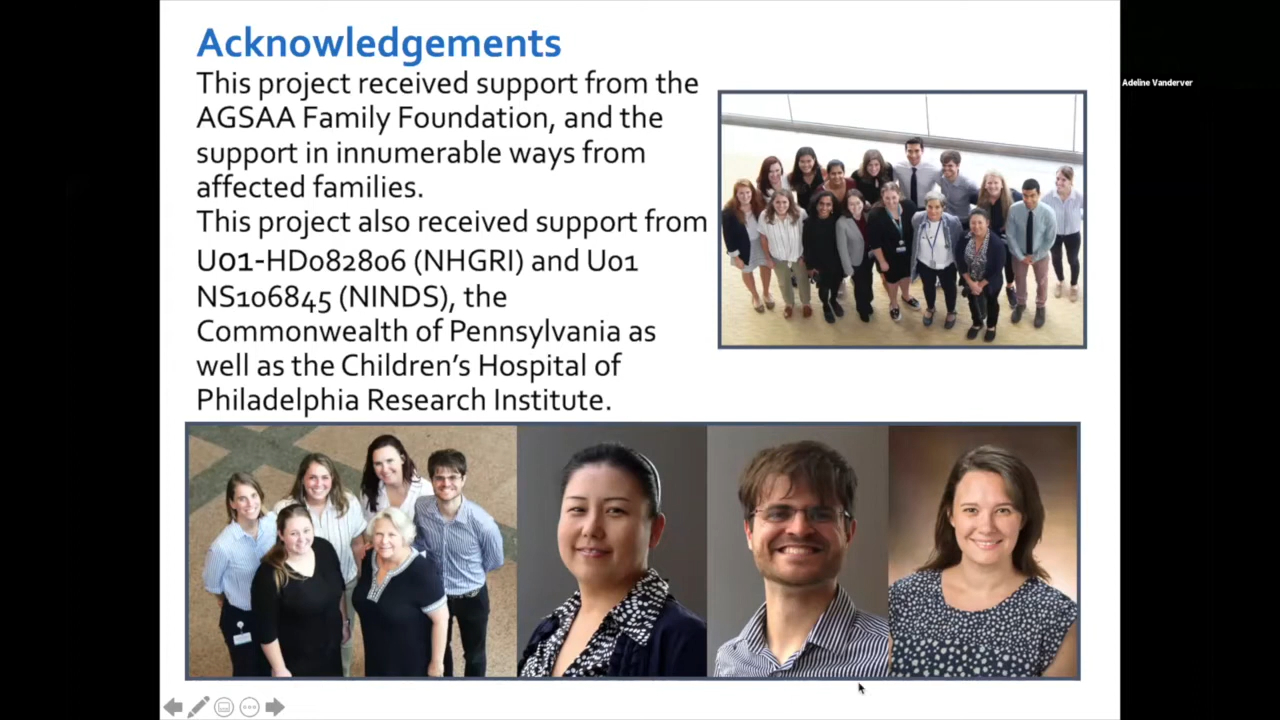 Acknowledgements
This project received support from the
AGSAA Family Foundation, and the
support in innumerable ways from
affected families.
This project also received support from
U01-HD082806 (NHGRI) and U01
NS106845 (NINDS), the
Commonwealth of Pennsylvania as
well as the Children’s Hospital of
Philadelphia Research Institute.
Adeline Vanderver